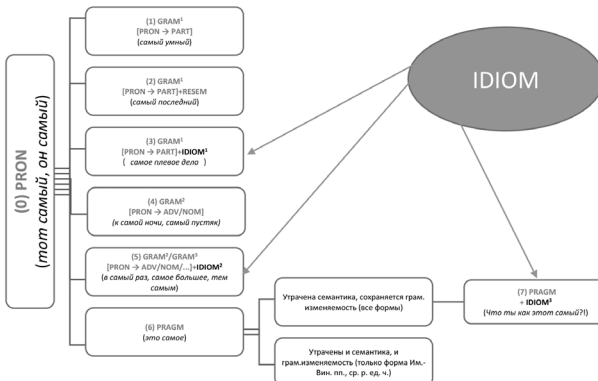 (0) PRON
(тот самый, он самый)
(1) GRAM¹
[PRON → PART]
(самый умный)
(2) GRAM¹
[PRON → PART]+RESEM
(самый последний)
(3) GRAM¹
[PRON → PART]+IDIOM¹
( самое плевое дело )
(4) GRAM²
[PRON → ADV/NOM]
(к самой ночи, самый пустяк)
(5) GRAM²/GRAM³
[PRON → ADV/NOM/...]+IDIOM²
(в самый раз, самое большее, тем
самым)
(6) PRAGM
(это самое)
IDIOM
Утрачена семантика, сохраняется грам.
изменяемость (все формы)
(7) PRAGM
+ IDIOM³
(Что ты как этот самый?!)
Утрачены и семантика, и
грам.изменяемость (только форма Им.-
Вин. пп., ср. р. ед. ч.)